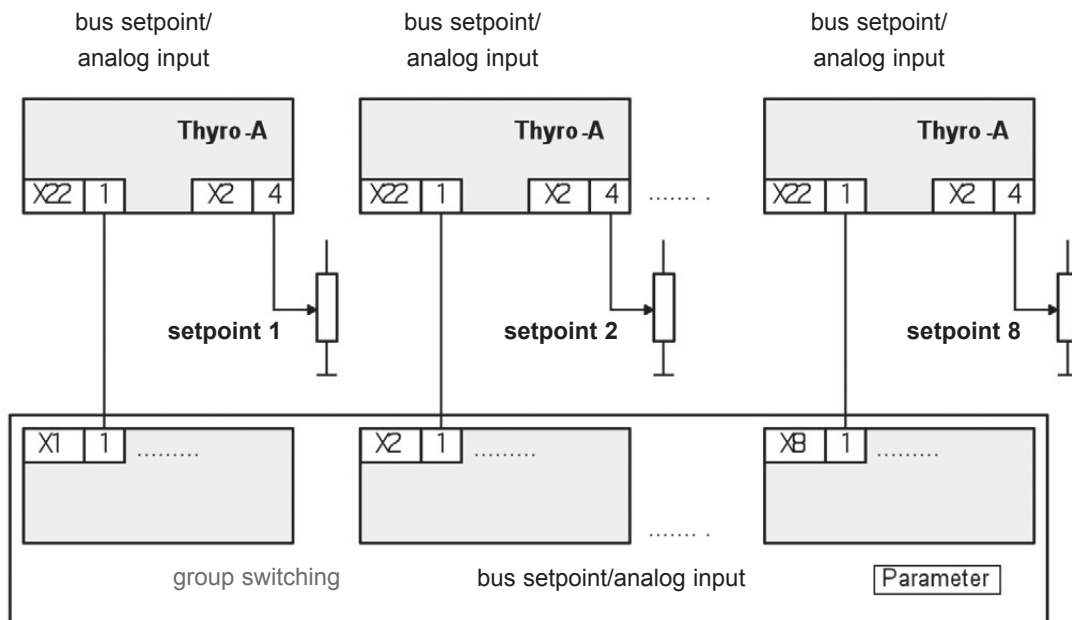 bus setpoint/ bus setpoint/ bus setpoint/
analog input analog input analog input
Thyro-A Thyro-A Thyro-A
X22 1 X2 4 X22 1 X2 4 ....... . X22 1 X2 4
setpoint 1 setpoint 2 setpoint 8
X1 1 ......... X2 1 ......... X8 1 .........
....... .
group switching bus setpoint/analog input Parameter